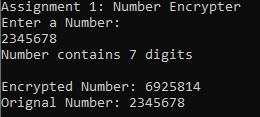 Assignment 1: Number Encrypter
Enter a Number:
2345678
Number contains 7 digits
Encrypted Number: 6925814
Orignal Number: 2345678